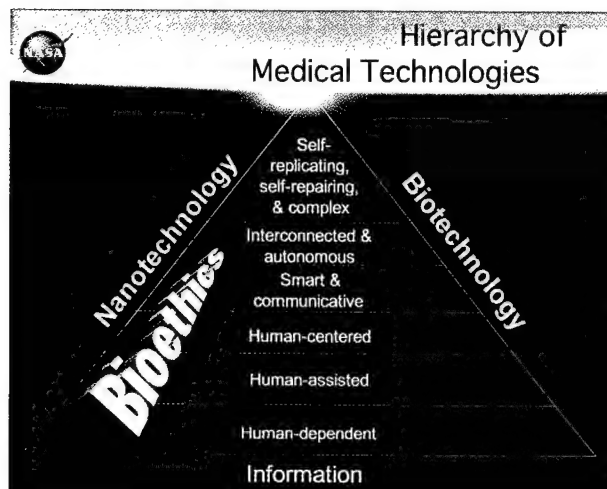 NASA
Hierarchy of
Medical Technologies
Self-
replicating,
self-repairing,
& complex
Interconnected &
autonomous
Smart &
communicative
Human-centered
Human-assisted
Human-dependent
Information
Nanotechnology
Bioethics
Biotechnology